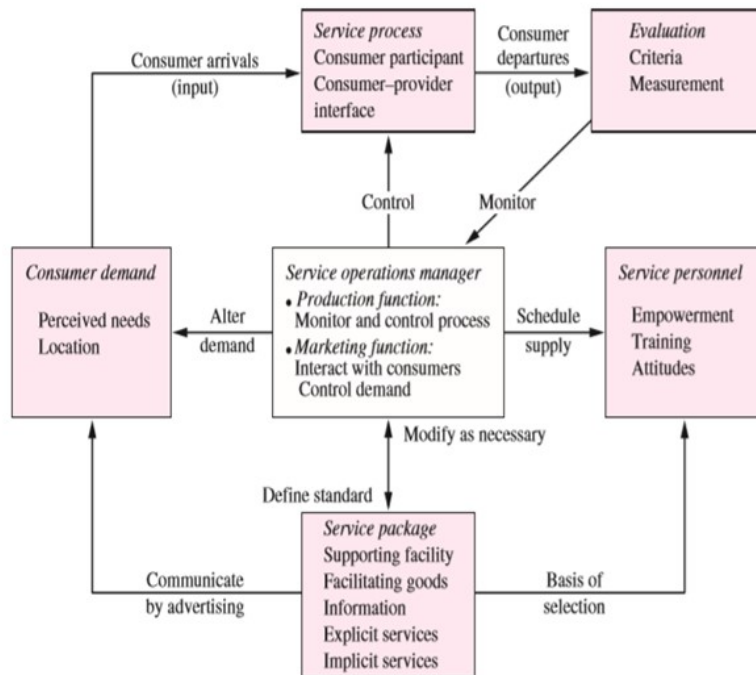 Service process
Consumer participant
Consumer–provider
interface
Consumer arrivals
(input)
Consumer
departures
(output)
Evaluation
Criteria
Measurement
Control
Monitor
Consumer demand
Perceived needs
Location
Alter
demand
Service operations manager
• Production function:
Monitor and control process
• Marketing function:
Interact with consumers
Control demand
Schedule
supply
Service personnel
Empowerment
Training
Attitudes
Modify as necessary
Define standard
Communicate
by advertising
Service package
Supporting facility
Facilitating goods
Information
Explicit services
Implicit services
Basis of
selection